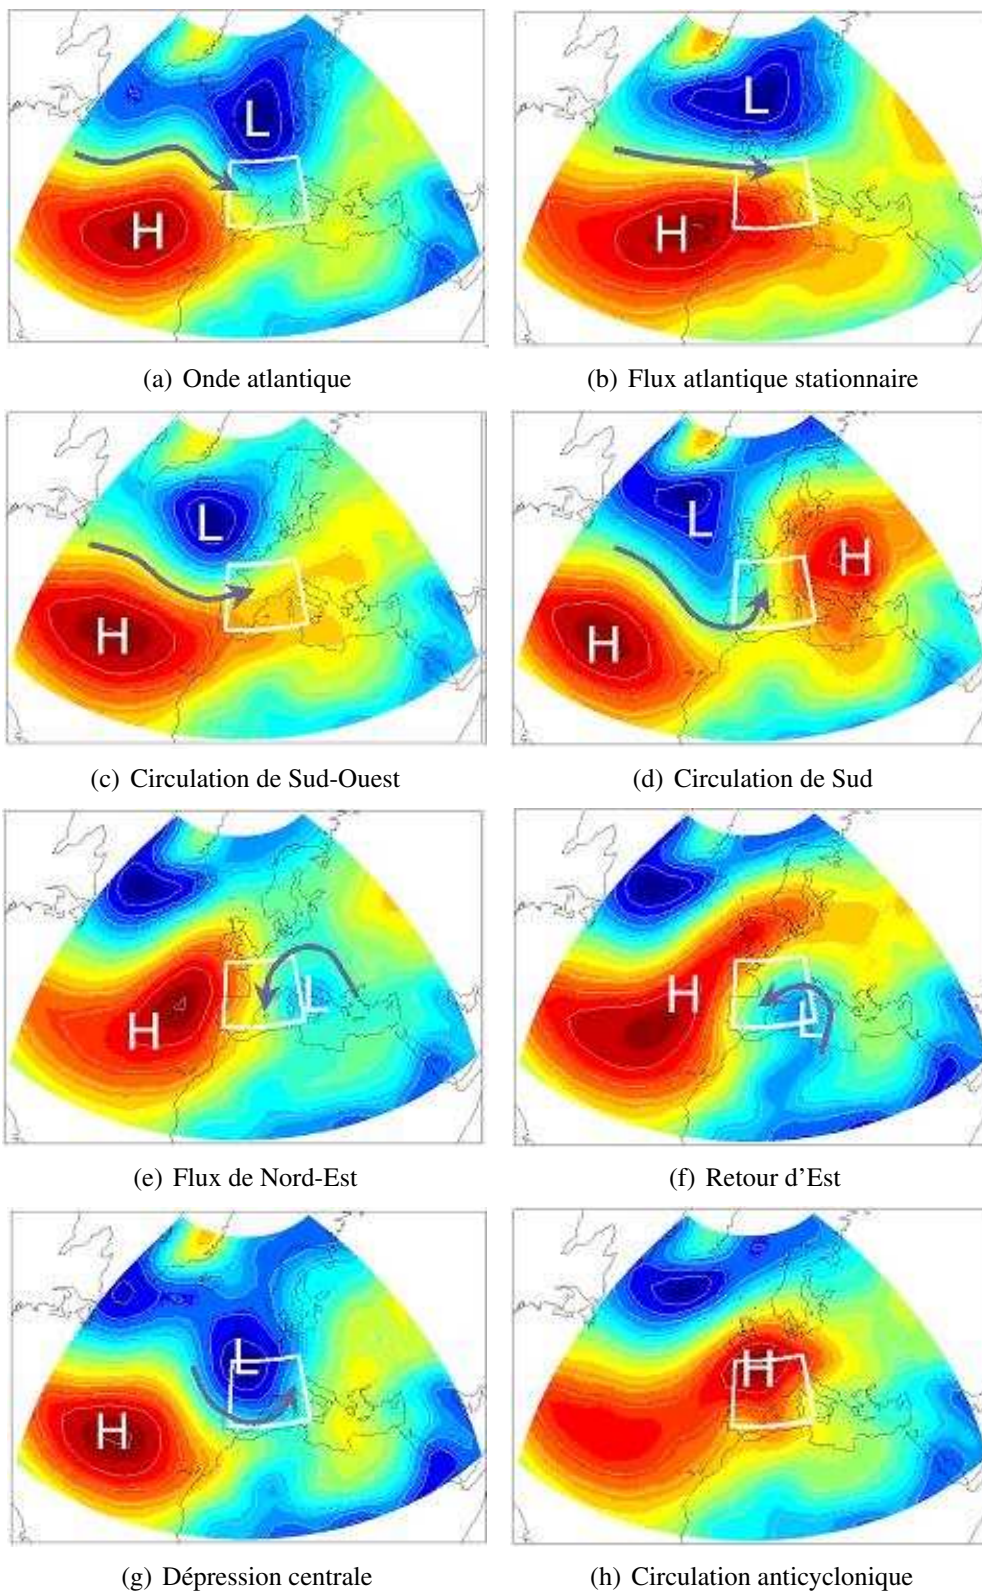 L
H
L
H
(a) Onde atlantique
(b) Flux atlantique stationnaire
L
H
L
H
H
(c) Circulation de Sud-Ouest
(d) Circulation de Sud
L
H
H
L
(e) Flux de Nord-Est
(f) Retour d'Est
L
H
H
(g) Dépression centrale
(h) Circulation anticyclonique